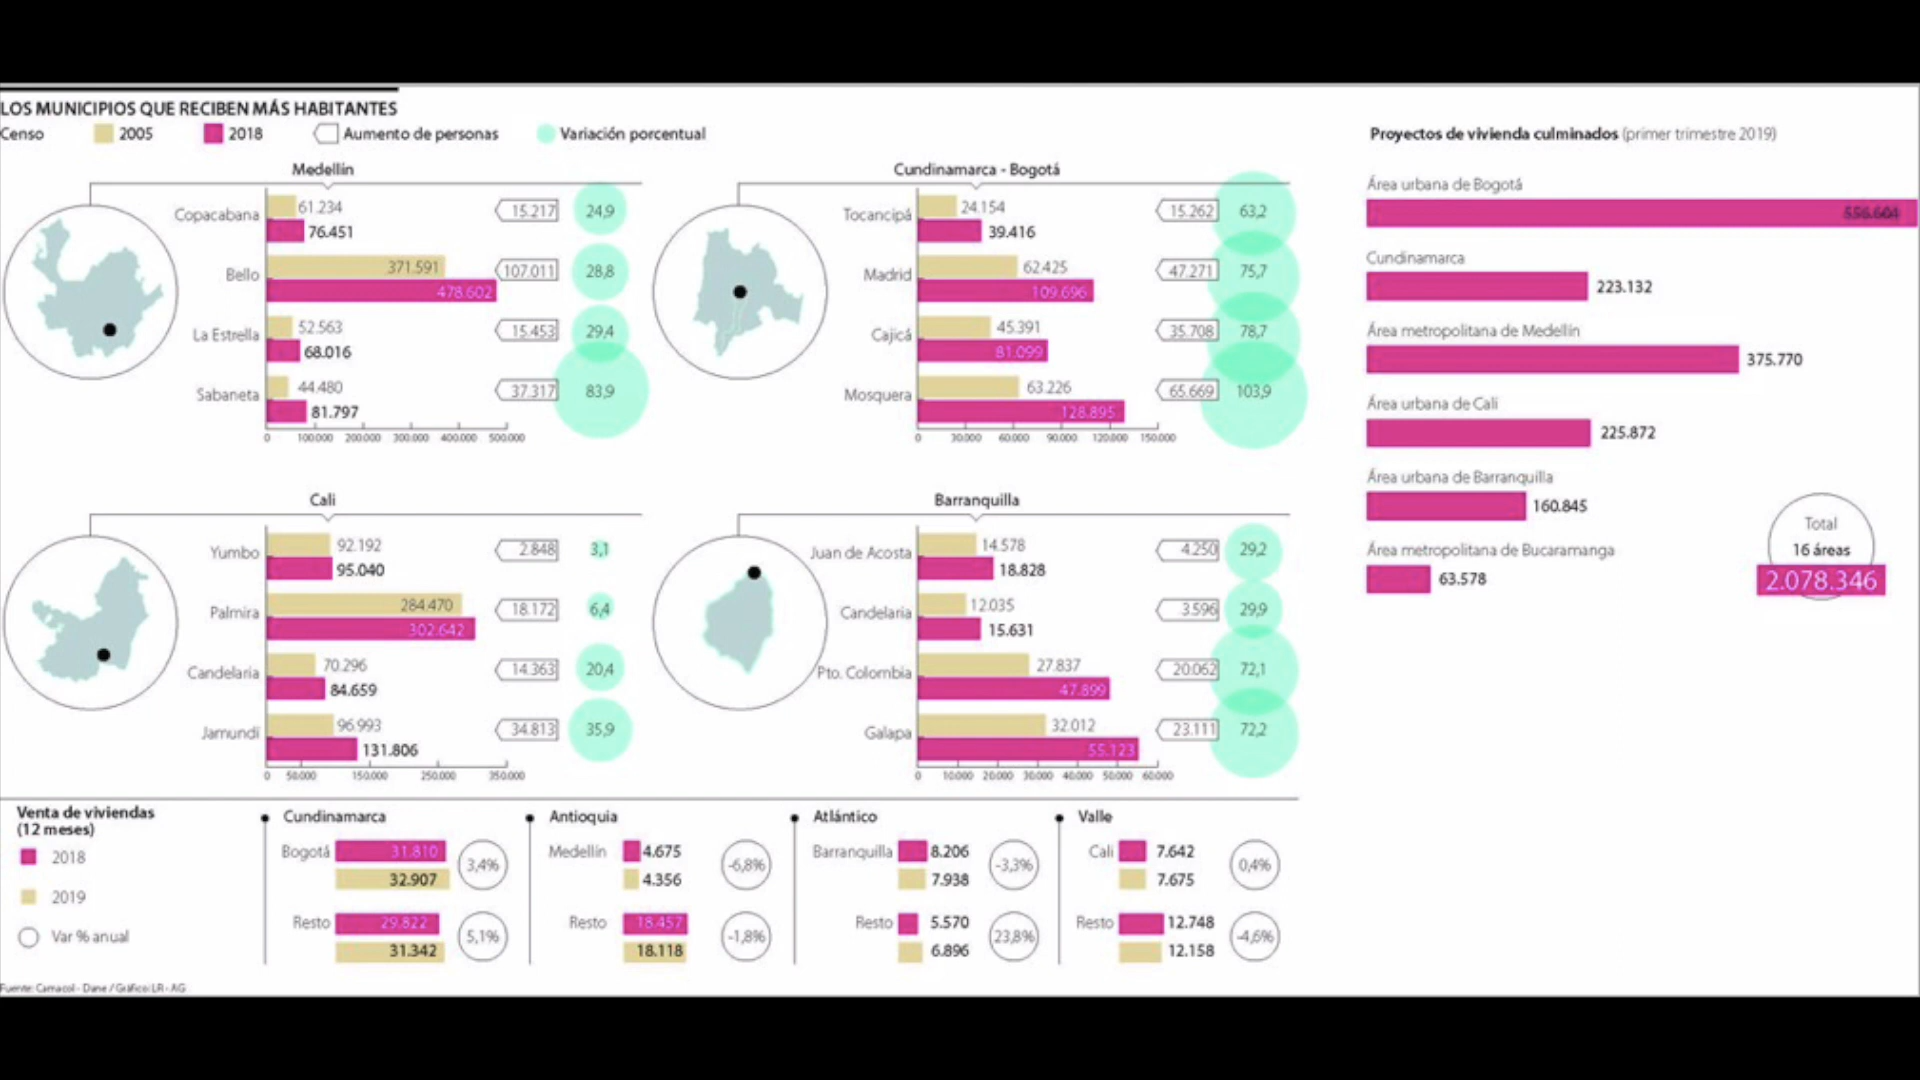 LOS MUNICIPIOS QUE RECIBEN MÁS HABITANTES
Censo 2005 2018 Aumento de personas Variación porcentual
Medellín
Copacabana 61.234 76.451 15.217 24,9
Bello 371.591 478.602 107.011 28,8
La Estrella 52.563 68.016 15.453 29,4
Sabaneta 44.480 81.797 37.317 83,9
0 100.000 200.000 300.000 400.000 500.000
Cundinamarca - Bogotá
Tocancipá 24.154 39.416 15.262 63,2
Madrid 62.425 109.696 47.271 75,7
Cajicá 45.391 81.099 35.708 78,7
Mosquera 63.226 128.895 65.669 103,9
0 30.000 60.000 90.000 120.000 150.000
Cali
Yumbo 92.192 95.040 2.848 3,1
Palmira 284.470 302.642 18.172 6,4
Candelaria 70.296 84.659 14.363 20,4
Jamundí 96.993 131.806 34.813 35,9
0 50.000 150.000 250.000 350.000
Barranquilla
Juan de Acosta 14.578 18.828 4.250 29,2
Candelaria 12.035 15.631 3.596 29,9
Pto. Colombia 27.837 47.899 20.062 72,1
Galapa 32.012 55.123 23.111 72,2
0 10.000 20.000 30.000 40.000 50.000 60.000
Proyectos de vivienda culminados (primer trimestre 2019)
Área urbana de Bogotá
556.604
Cundinamarca
223.132
Área metropolitana de Medellín
375.770
Área urbana de Cali
225.872
Área urbana de Barranquilla
160.845
Área metropolitana de Bucaramanga
63.578
Total
16 áreas
2.078.346
Venta de viviendas
(12 meses)
2018
2019
Var % anual
Cundinamarca
Bogotá 31.810 32.907 3,4%
Resto 29.822 31.342 5,1%
Antioquia
Medellín 4.675 4.356 -6,8%
Resto 18.457 18.118 -1,8%
Atlántico
Barranquilla 8.206 7.938 -3,3%
Resto 5.570 6.896 23,8%
Valle
Cali 7.642 7.675 0,4%
Resto 12.748 12.158 -4,6%
Fuente: Camacol - Dane / Gráfico: LR - AG